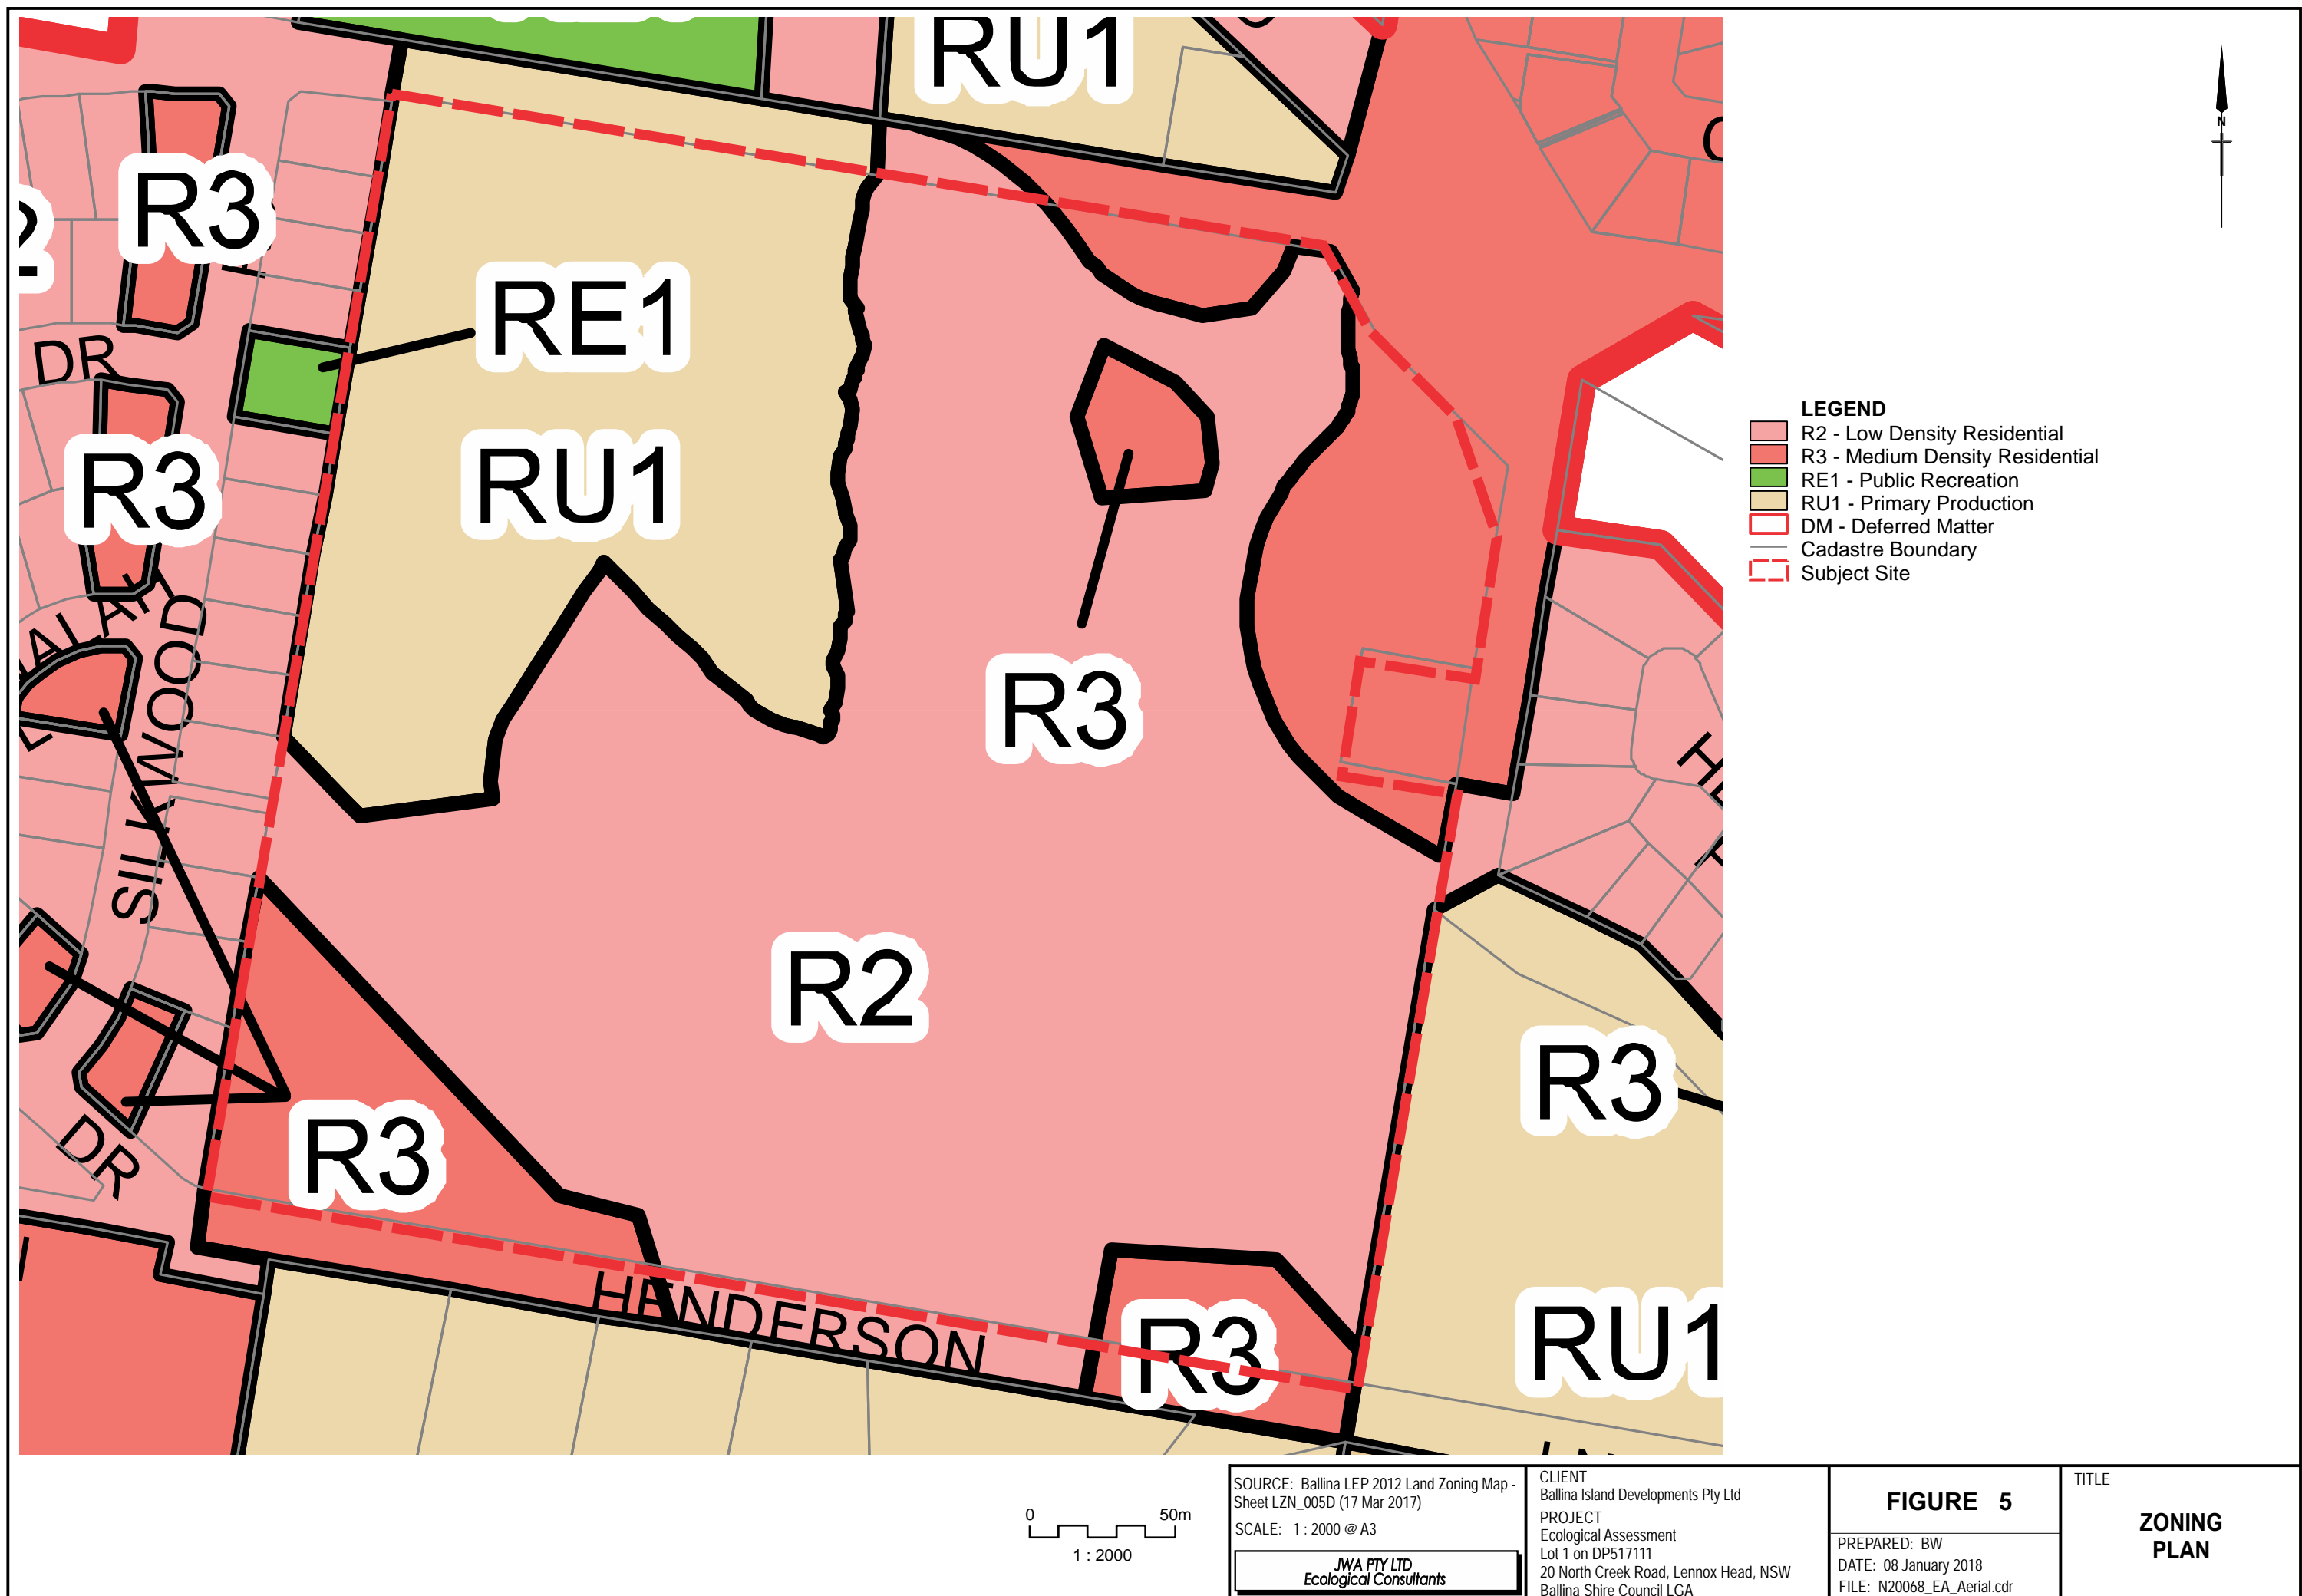 RU1
R3
RE1
DR
RU1
R3
SILKWOOD
R3
R2
R3
R3
DR
HENDERSON
R3
RU1
LN
N
LEGEND
R2 - Low Density Residential
R3 - Medium Density Residential
RE1 - Public Recreation
RU1 - Primary Production
DM - Deferred Matter
Cadastre Boundary
Subject Site
0 50m
1 : 2000
SOURCE: Ballina LEP 2012 Land Zoning Map -
Sheet LZN_005D (17 Mar 2017)
SCALE: 1 : 2000 @ A3
JWA PTY LTD
Ecological Consultants
CLIENT
Ballina Island Developments Pty Ltd
PROJECT
Ecological Assessment
Lot 1 on DP517111
20 North Creek Road, Lennox Head, NSW
Ballina Shire Council LGA
FIGURE 5
PREPARED: BW
DATE: 08 January 2018
FILE: N20068_EA_Aerial.cdr
TITLE
ZONING
PLAN